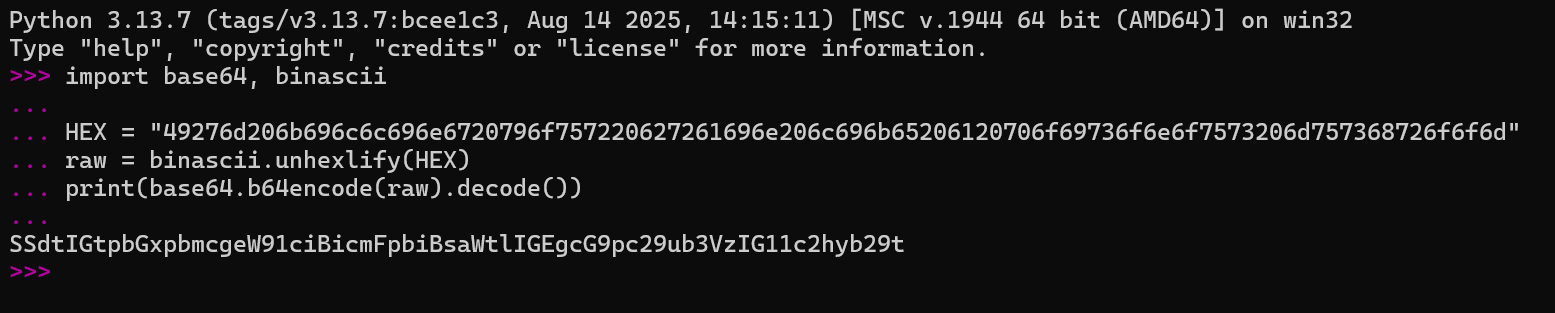 Python 3.13.7 (tags/v3.13.7:bcee1c3, Aug 14 2025, 14:15:11) [MSC v.1944 64 bit (AMD64)] on win32
Type "help", "copyright", "credits" or "license" for more information.
>>> import base64, binascii
...
... HEX = "49276d206b696c6c696e6720796f757220627261696e206c696b65206120706f69736f6e6f7573206d757368726f6f6d"
... raw = binascii.unhexlify(HEX)
... print(base64.b64encode(raw).decode())
...
SSdtIGtpbGxpbmcgeW91ciBicmFpbiBsaWtlIGEgcG9pc29ub3VzIG11c2hyb29t
>>>